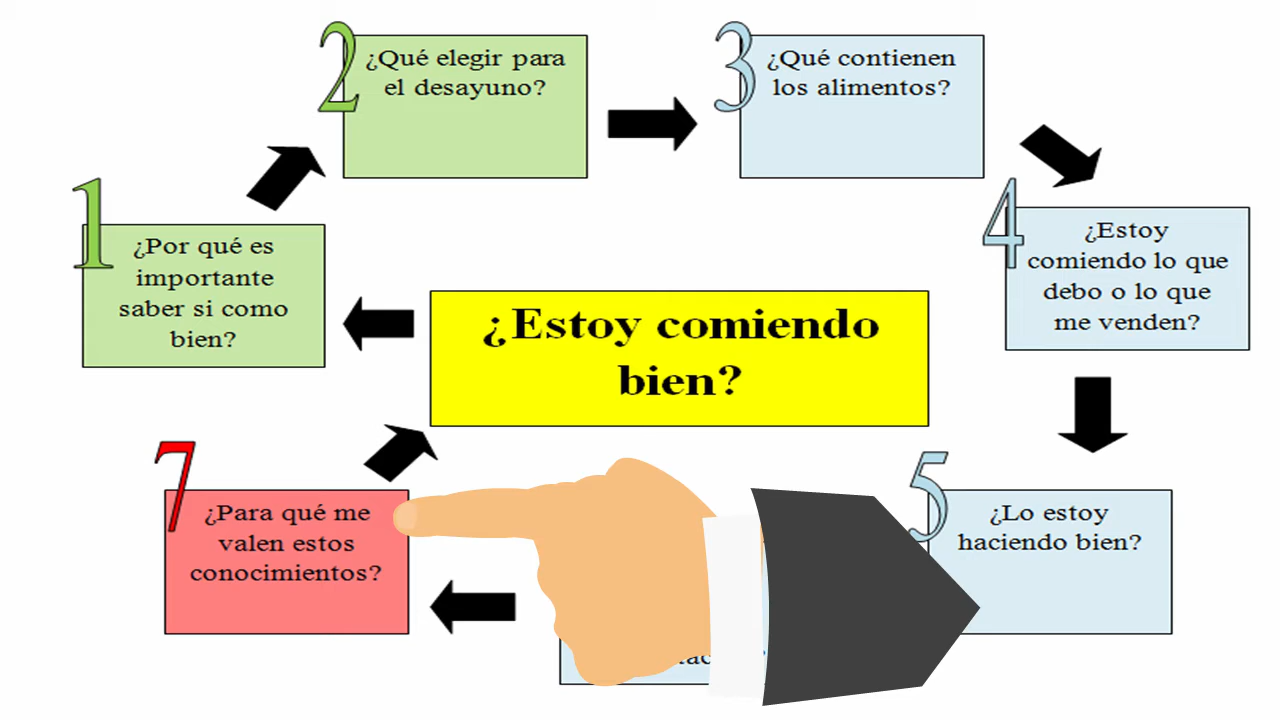 2
¿Qué elegir para
el desayuno?
3
¿Qué contienen
los alimentos?
1
¿Por qué es
importante
saber si como
bien?
4
¿Estoy
comiendo lo que
debo o lo que
me venden?
¿Estoy comiendo
bien?
7
¿Para qué me
valen estos
conocimientos?
5
¿Lo estoy
haciendo bien?